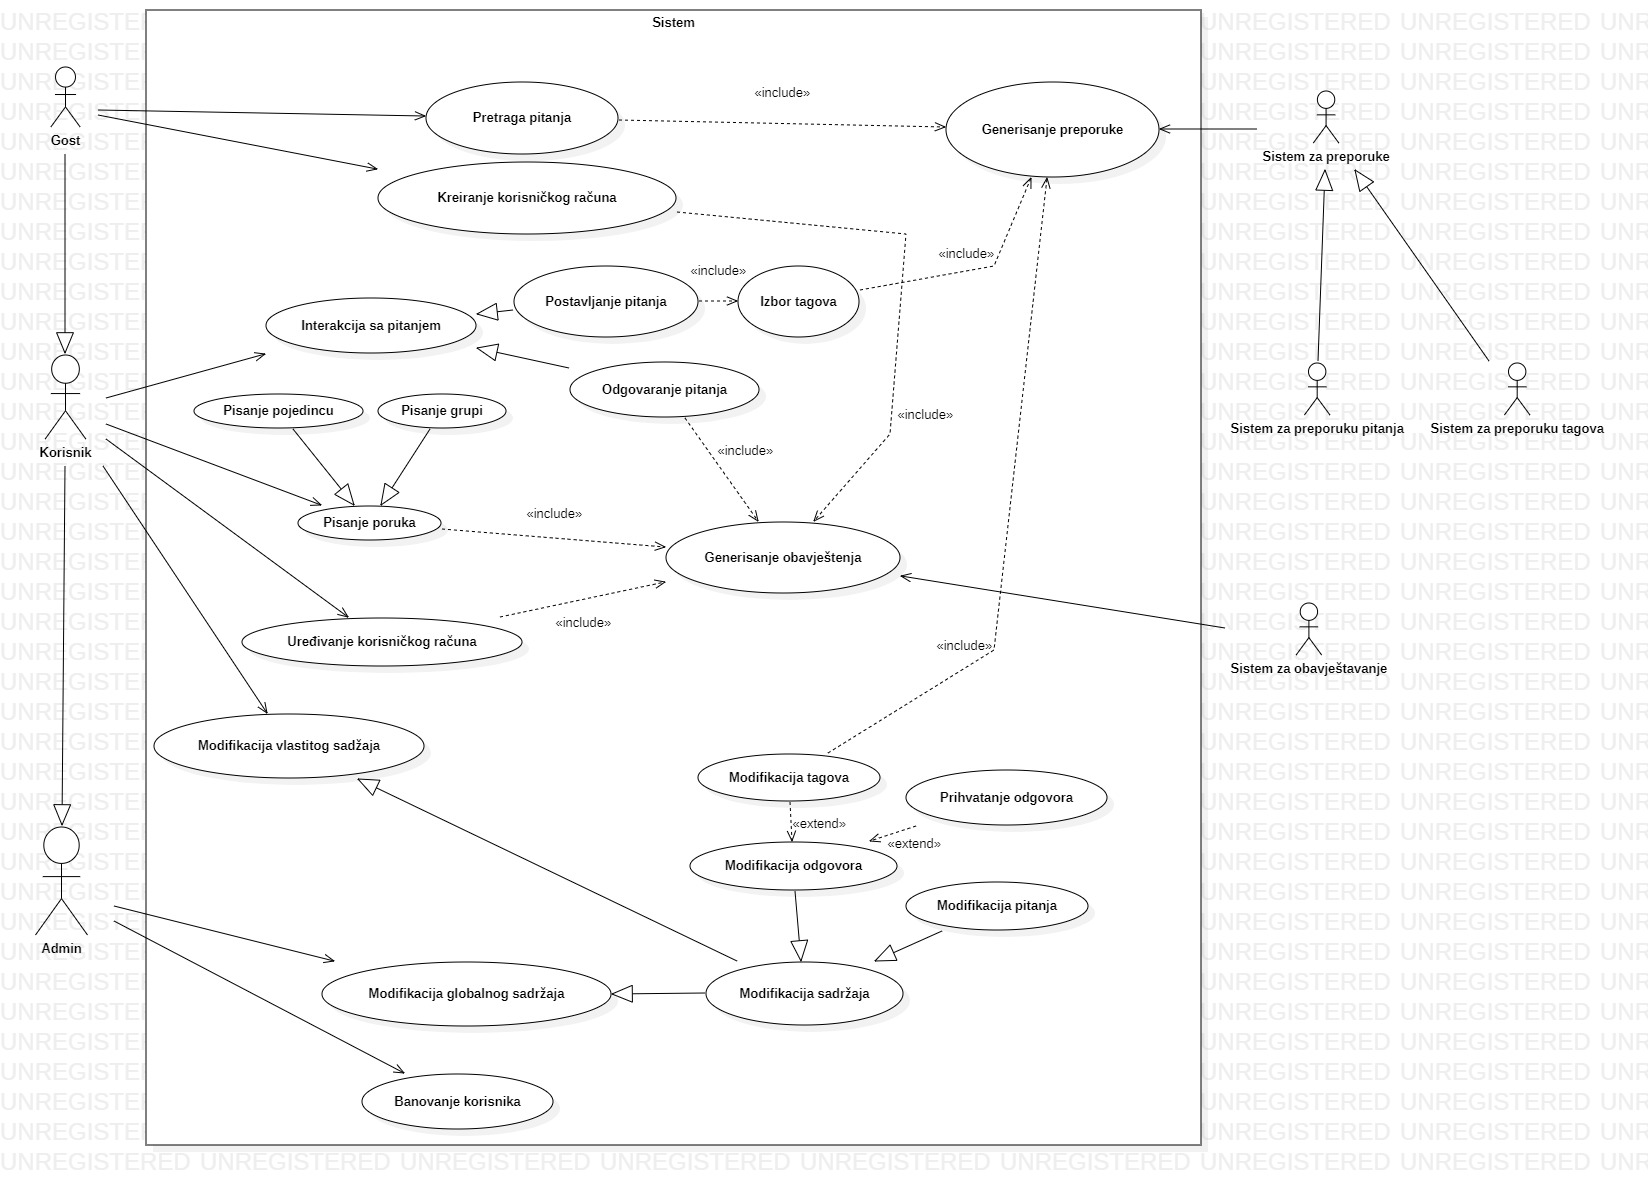 Sistem
Gost
Pretraga pitanja
«include»
Generisanje preporuke
Sistem za preporuke
Kreiranje korisničkog računa
«include»
Postavljanje pitanja
«include»
Izbor tagova
Interakcija sa pitanjem
Odgovaranje pitanja
Pisanje pojedincu
Pisanje grupi
«include»
Sistem za preporuku pitanja
Sistem za preporuku tagova
Korisnik
«include»
Pisanje poruka
«include»
Generisanje obavještenja
«include»
Uređivanje korisničkog računa
«include»
Sistem za obavještavanje
Modifikacija vlastitog sadžaja
Modifikacija tagova
Prihvatanje odgovora
«extend»
«extend»
Modifikacija odgovora
Modifikacija pitanja
Admin
Modifikacija globalnog sadržaja
Modifikacija sadržaja
Banovanje korisnika
UNREGISTERED UNREGISTERED UNREGISTERED UNREGISTERED UNREGISTERED UNREGISTERED UNREGISTERED UNREGISTERED UNR